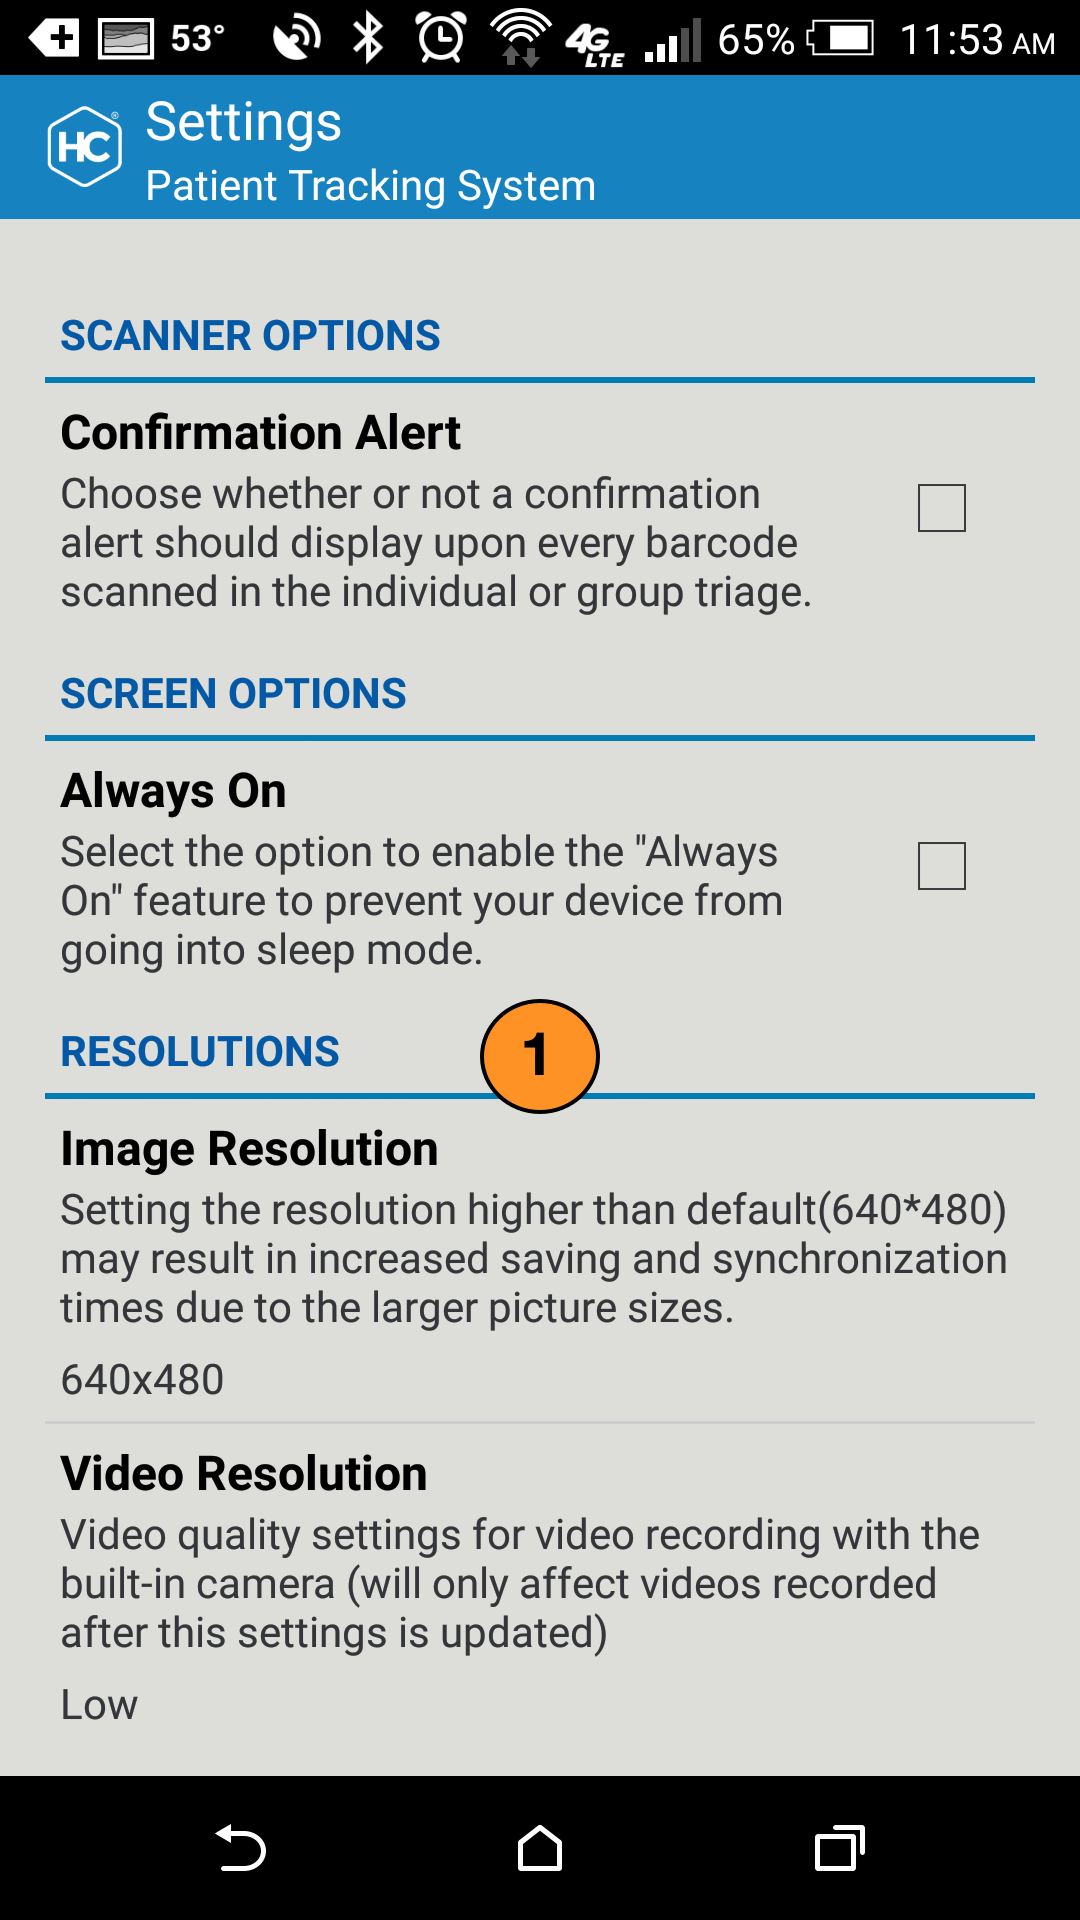 53° 4G LTE 65% 11:53 AM
HC®
Settings
Patient Tracking System
SCANNER OPTIONS
Confirmation Alert
Choose whether or not a confirmation
alert should display upon every barcode
scanned in the individual or group triage.
SCREEN OPTIONS
Always On
Select the option to enable the "Always
On" feature to prevent your device from
going into sleep mode.
RESOLUTIONS
1
Image Resolution
Setting the resolution higher than default(640*480)
may result in increased saving and synchronization
times due to the larger picture sizes.
640x480
Video Resolution
Video quality settings for video recording with the
built-in camera (will only affect videos recorded
after this settings is updated)
Low